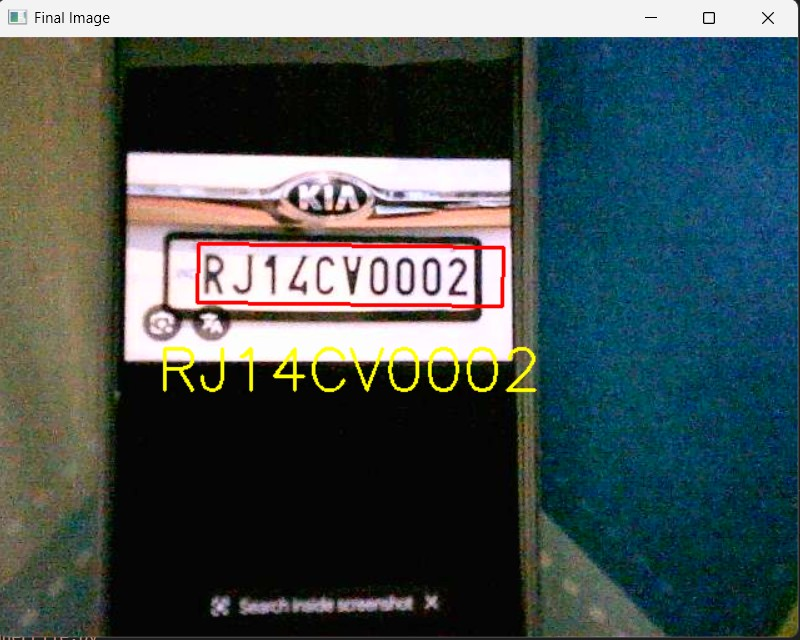 Final Image
KIA
RJ14CV0002
RJ14CV0002
Search inside screenshot